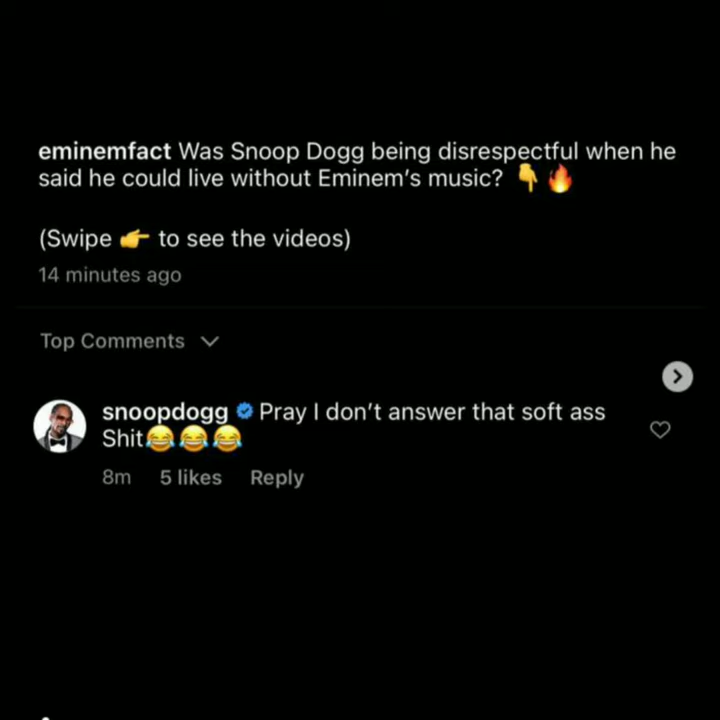 eminemfact Was Snoop Dogg being disrespectful when he
said he could live without Eminem’s music? 👇🔥
(Swipe 👉 to see the videos)
14 minutes ago
Top Comments
snoopdogg Pray I don’t answer that soft ass
Shit😂😂😂
8m 5 likes Reply